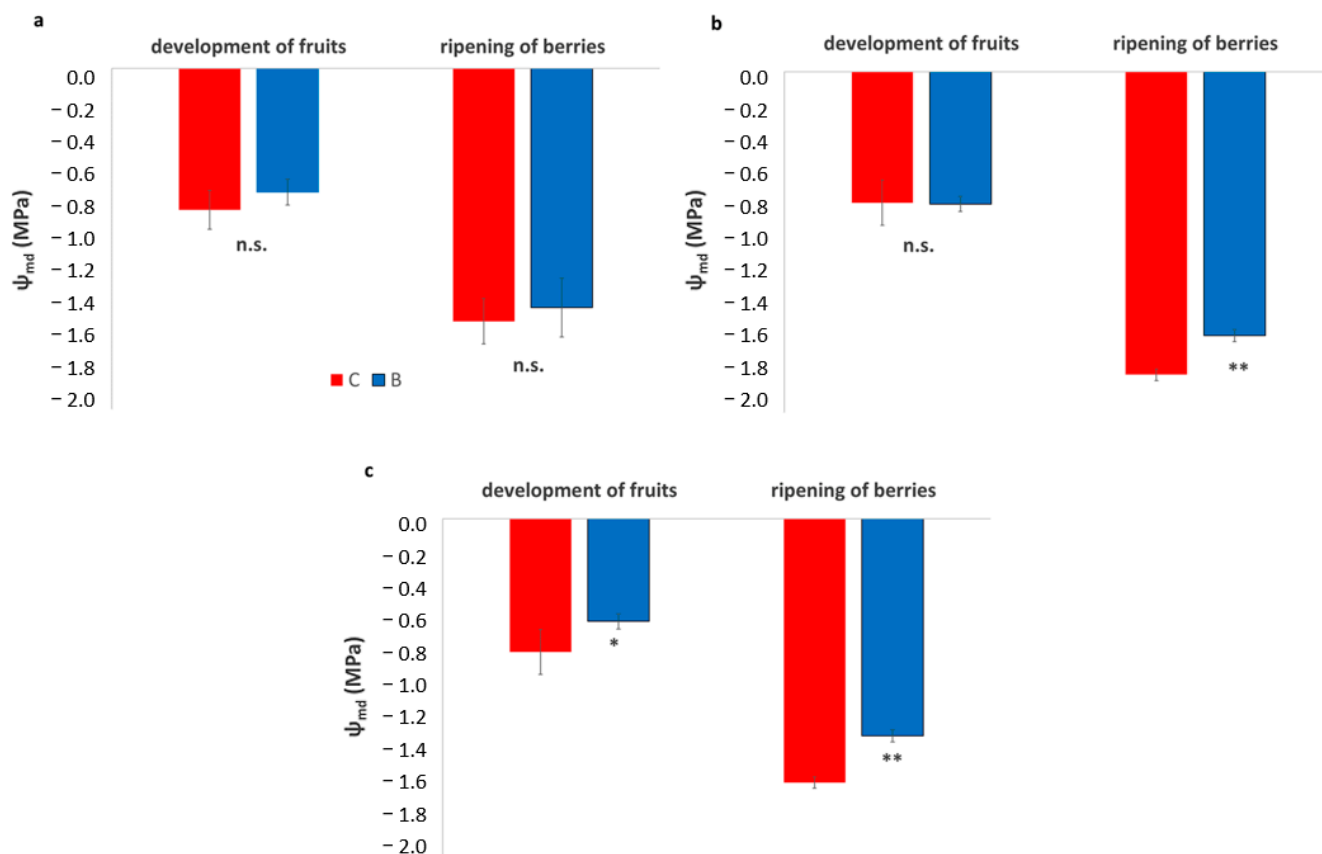 a
development of fruits ripening of berries
0.0
− 0.2
− 0.4
− 0.6
− 0.8
− 1.0
− 1.2
− 1.4
− 1.6
− 1.8
− 2.0
Ψmd (MPa)
n.s.
n.s.
C B
b
development of fruits ripening of berries
0.0
− 0.2
− 0.4
− 0.6
− 0.8
− 1.0
− 1.2
− 1.4
− 1.6
− 1.8
− 2.0
Ψmd (MPa)
n.s.
**
c
development of fruits ripening of berries
0.0
− 0.2
− 0.4
− 0.6
− 0.8
− 1.0
− 1.2
− 1.4
− 1.6
− 1.8
− 2.0
Ψmd (MPa)
*
**